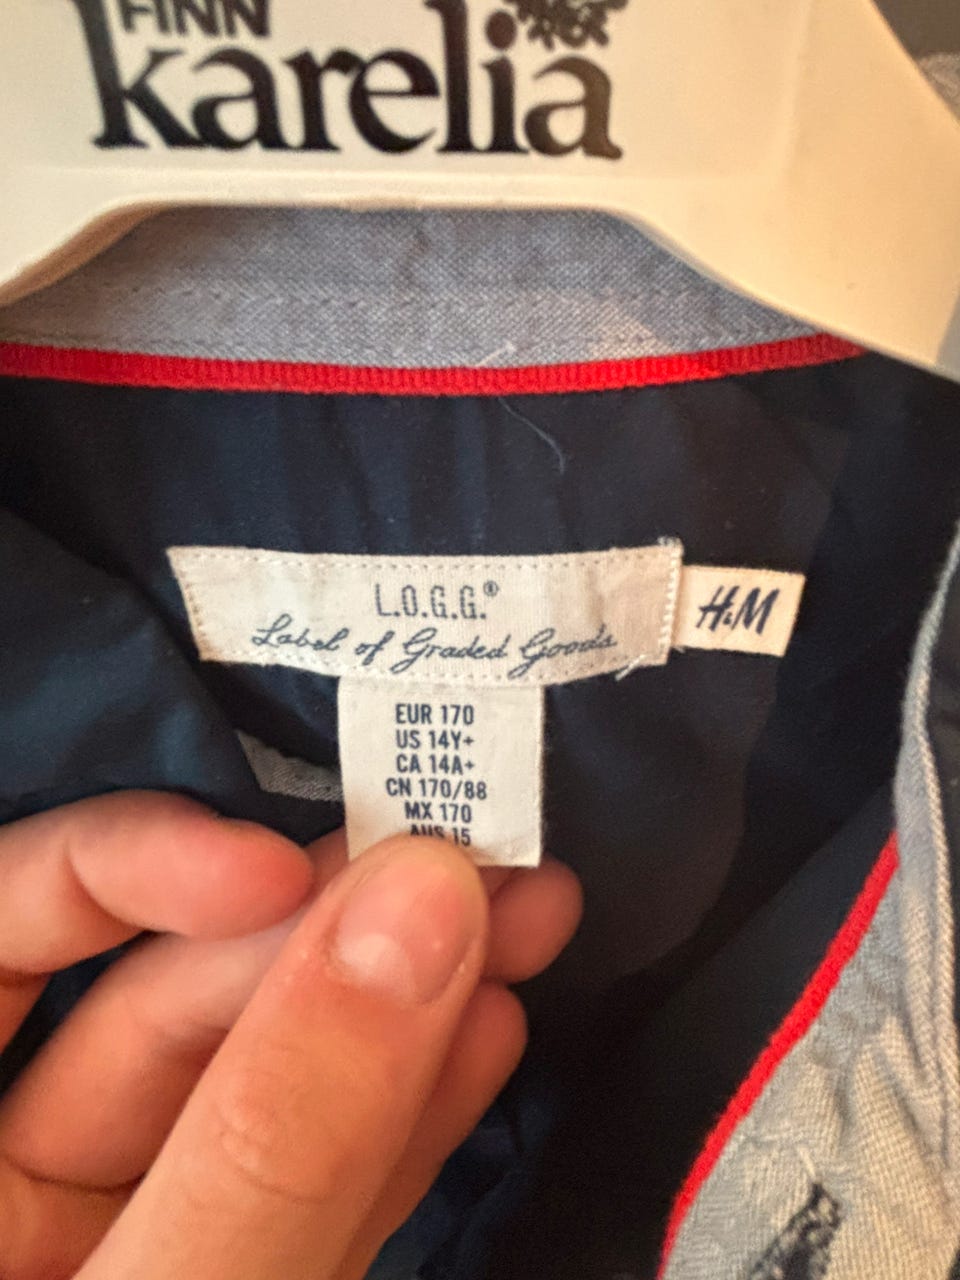 FINN
karelia
L.O.G.G.®
Label of Graded Goods
H&M
EUR 170
US 14Y+
CA 14A+
CN 170/88
MX 170
AUS 15